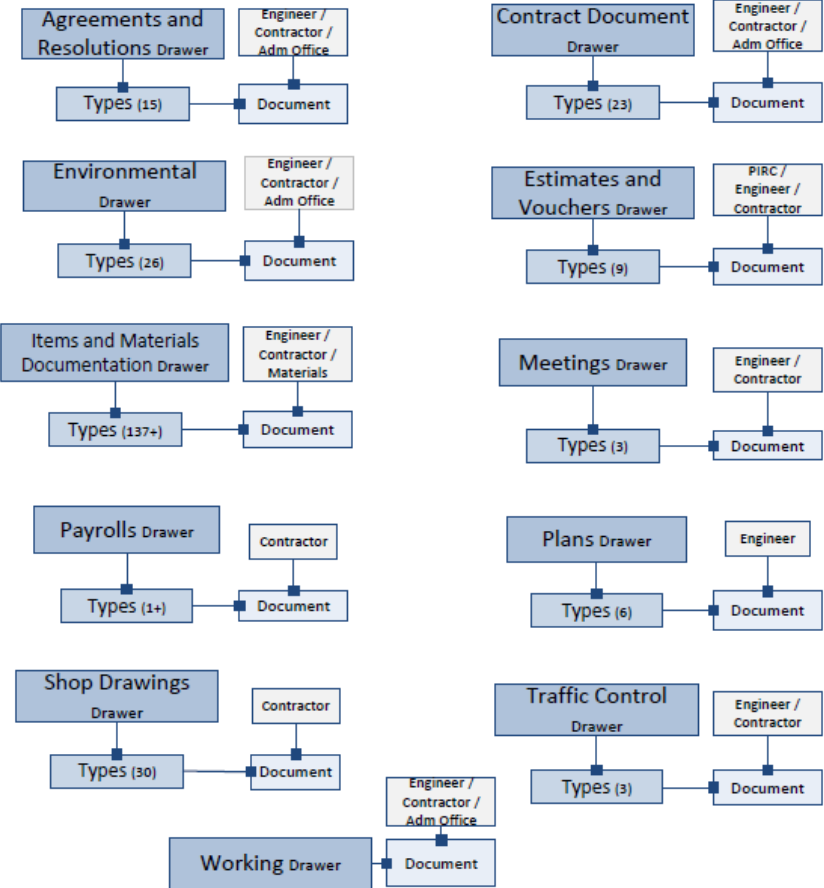 Agreements and
Resolutions Drawer
Engineer /
Contractor /
Adm Office
Types (15)
Document
Contract Document
Drawer
Engineer /
Contractor /
Adm Office
Types (23)
Document
Environmental
Drawer
Engineer /
Contractor /
Adm Office
Types (26)
Document
Estimates and
Vouchers Drawer
PIRC /
Engineer /
Contractor
Types (9)
Document
Items and Materials
Documentation Drawer
Engineer /
Contractor /
Materials
Types (137+)
Document
Meetings Drawer
Engineer /
Contractor
Types (3)
Document
Payrolls Drawer
Contractor
Types (1+)
Document
Plans Drawer
Engineer
Types (6)
Document
Shop Drawings
Drawer
Contractor
Types (30)
Document
Traffic Control
Drawer
Engineer /
Contractor
Types (3)
Document
Engineer /
Contractor /
Adm Office
Working Drawer
Document